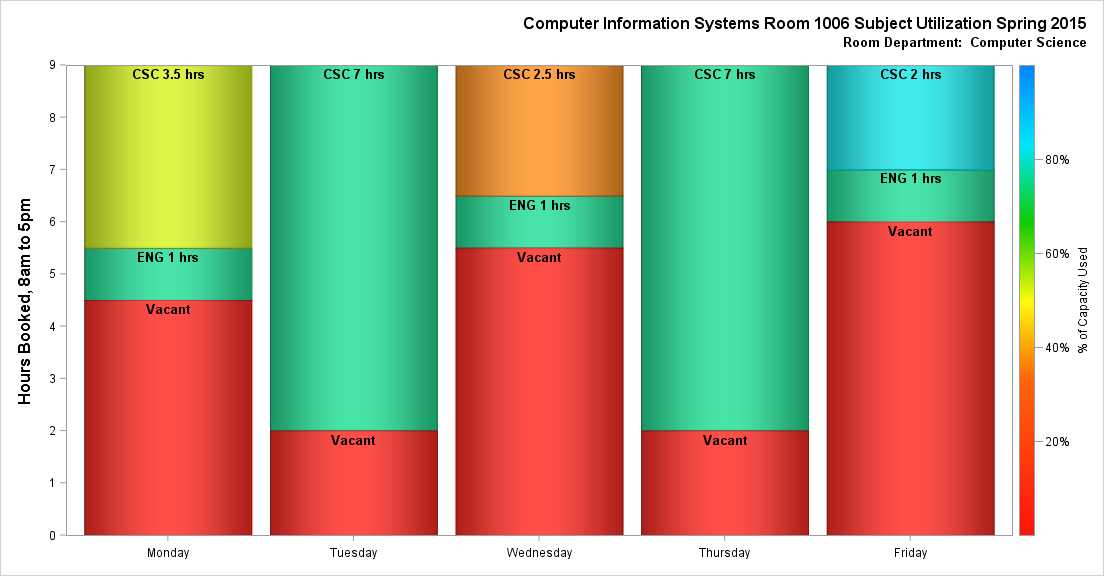 Computer Information Systems Room 1006 Subject Utilization Spring 2015
Room Department:  Computer Science
Hours Booked, 8am to 5pm
9
8
7
6
5
4
3
2
1
0
CSC 3.5 hrs
ENG 1 hrs
Vacant
CSC 7 hrs
Vacant
CSC 2.5 hrs
ENG 1 hrs
Vacant
CSC 7 hrs
Vacant
CSC 2 hrs
ENG 1 hrs
Vacant
Monday
Tuesday
Wednesday
Thursday
Friday
80%
60%
40%
20%
% of Capacity Used